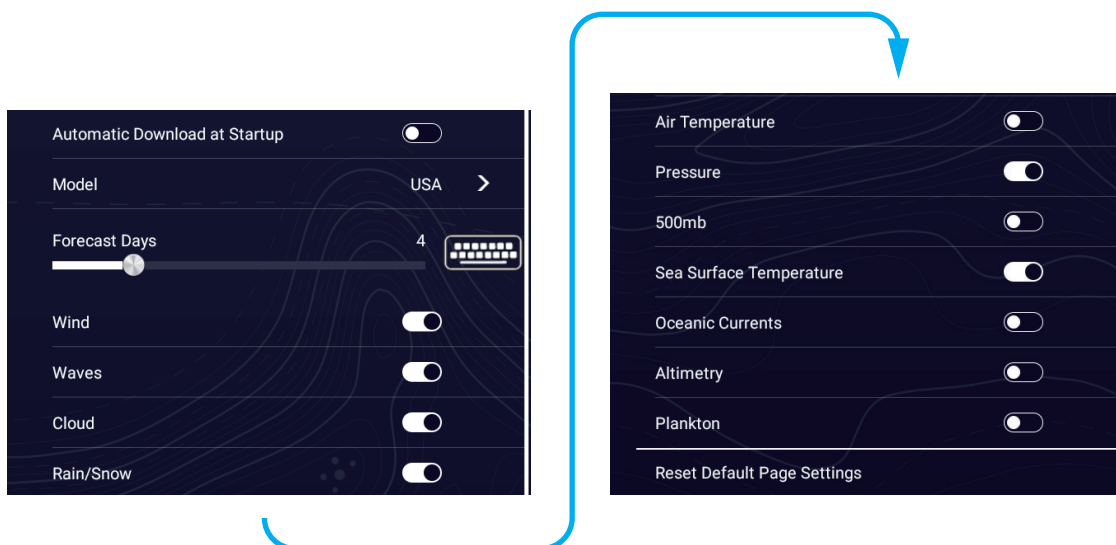 Automatic Download at Startup
Model USA
Forecast Days 4
Wind
Waves
Cloud
Rain/Snow
Air Temperature
Pressure
500mb
Sea Surface Temperature
Oceanic Currents
Altimetry
Plankton
Reset Default Page Settings